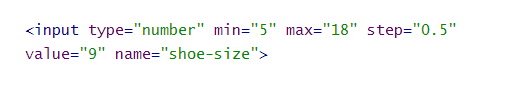 <input type="number" min="5" max="18" step="0.5"
value="9" name="shoe-size">